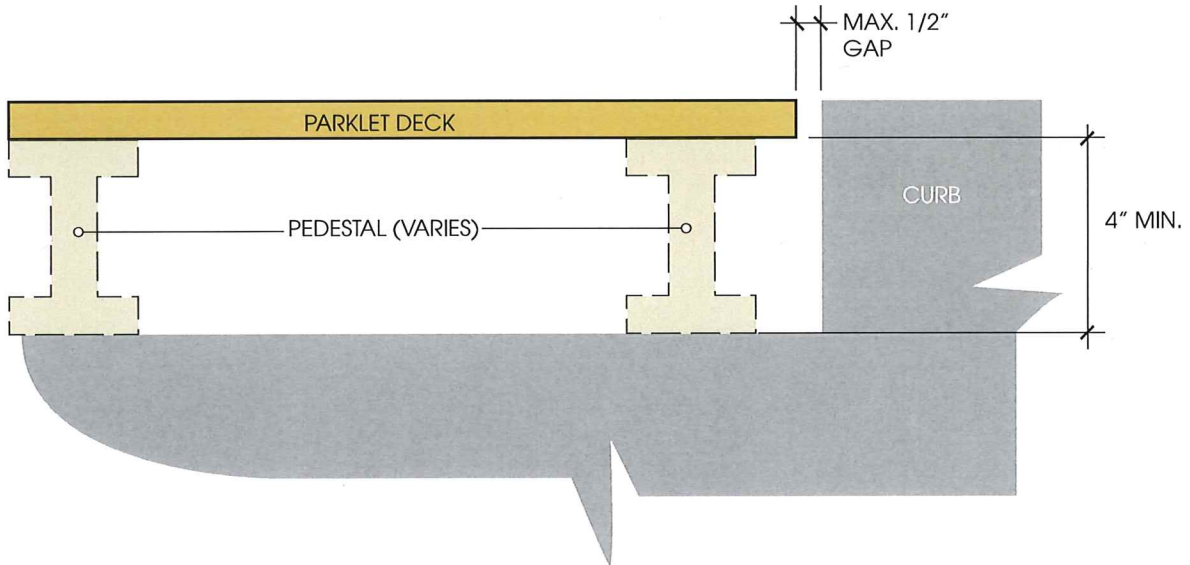 MAX. 1/2"
GAP
PARKLET DECK
CURB
4" MIN.
PEDESTAL (VARIES)